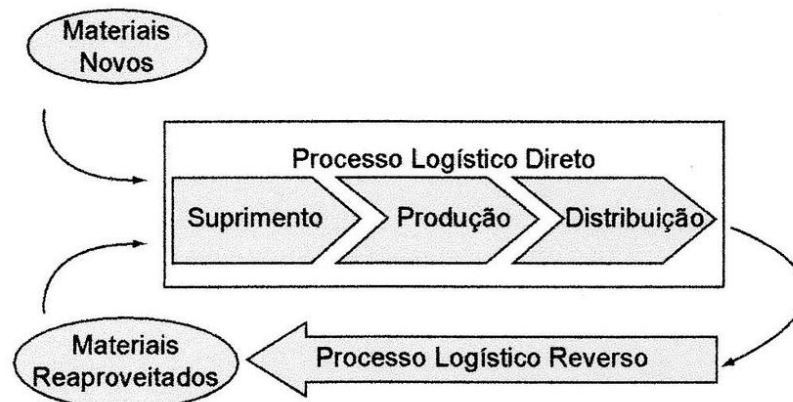 Materiais
Novos
Processo Logístico Direto
Suprimento
Produção
Distribuição
Materiais
Reaproveitados
Processo Logístico Reverso